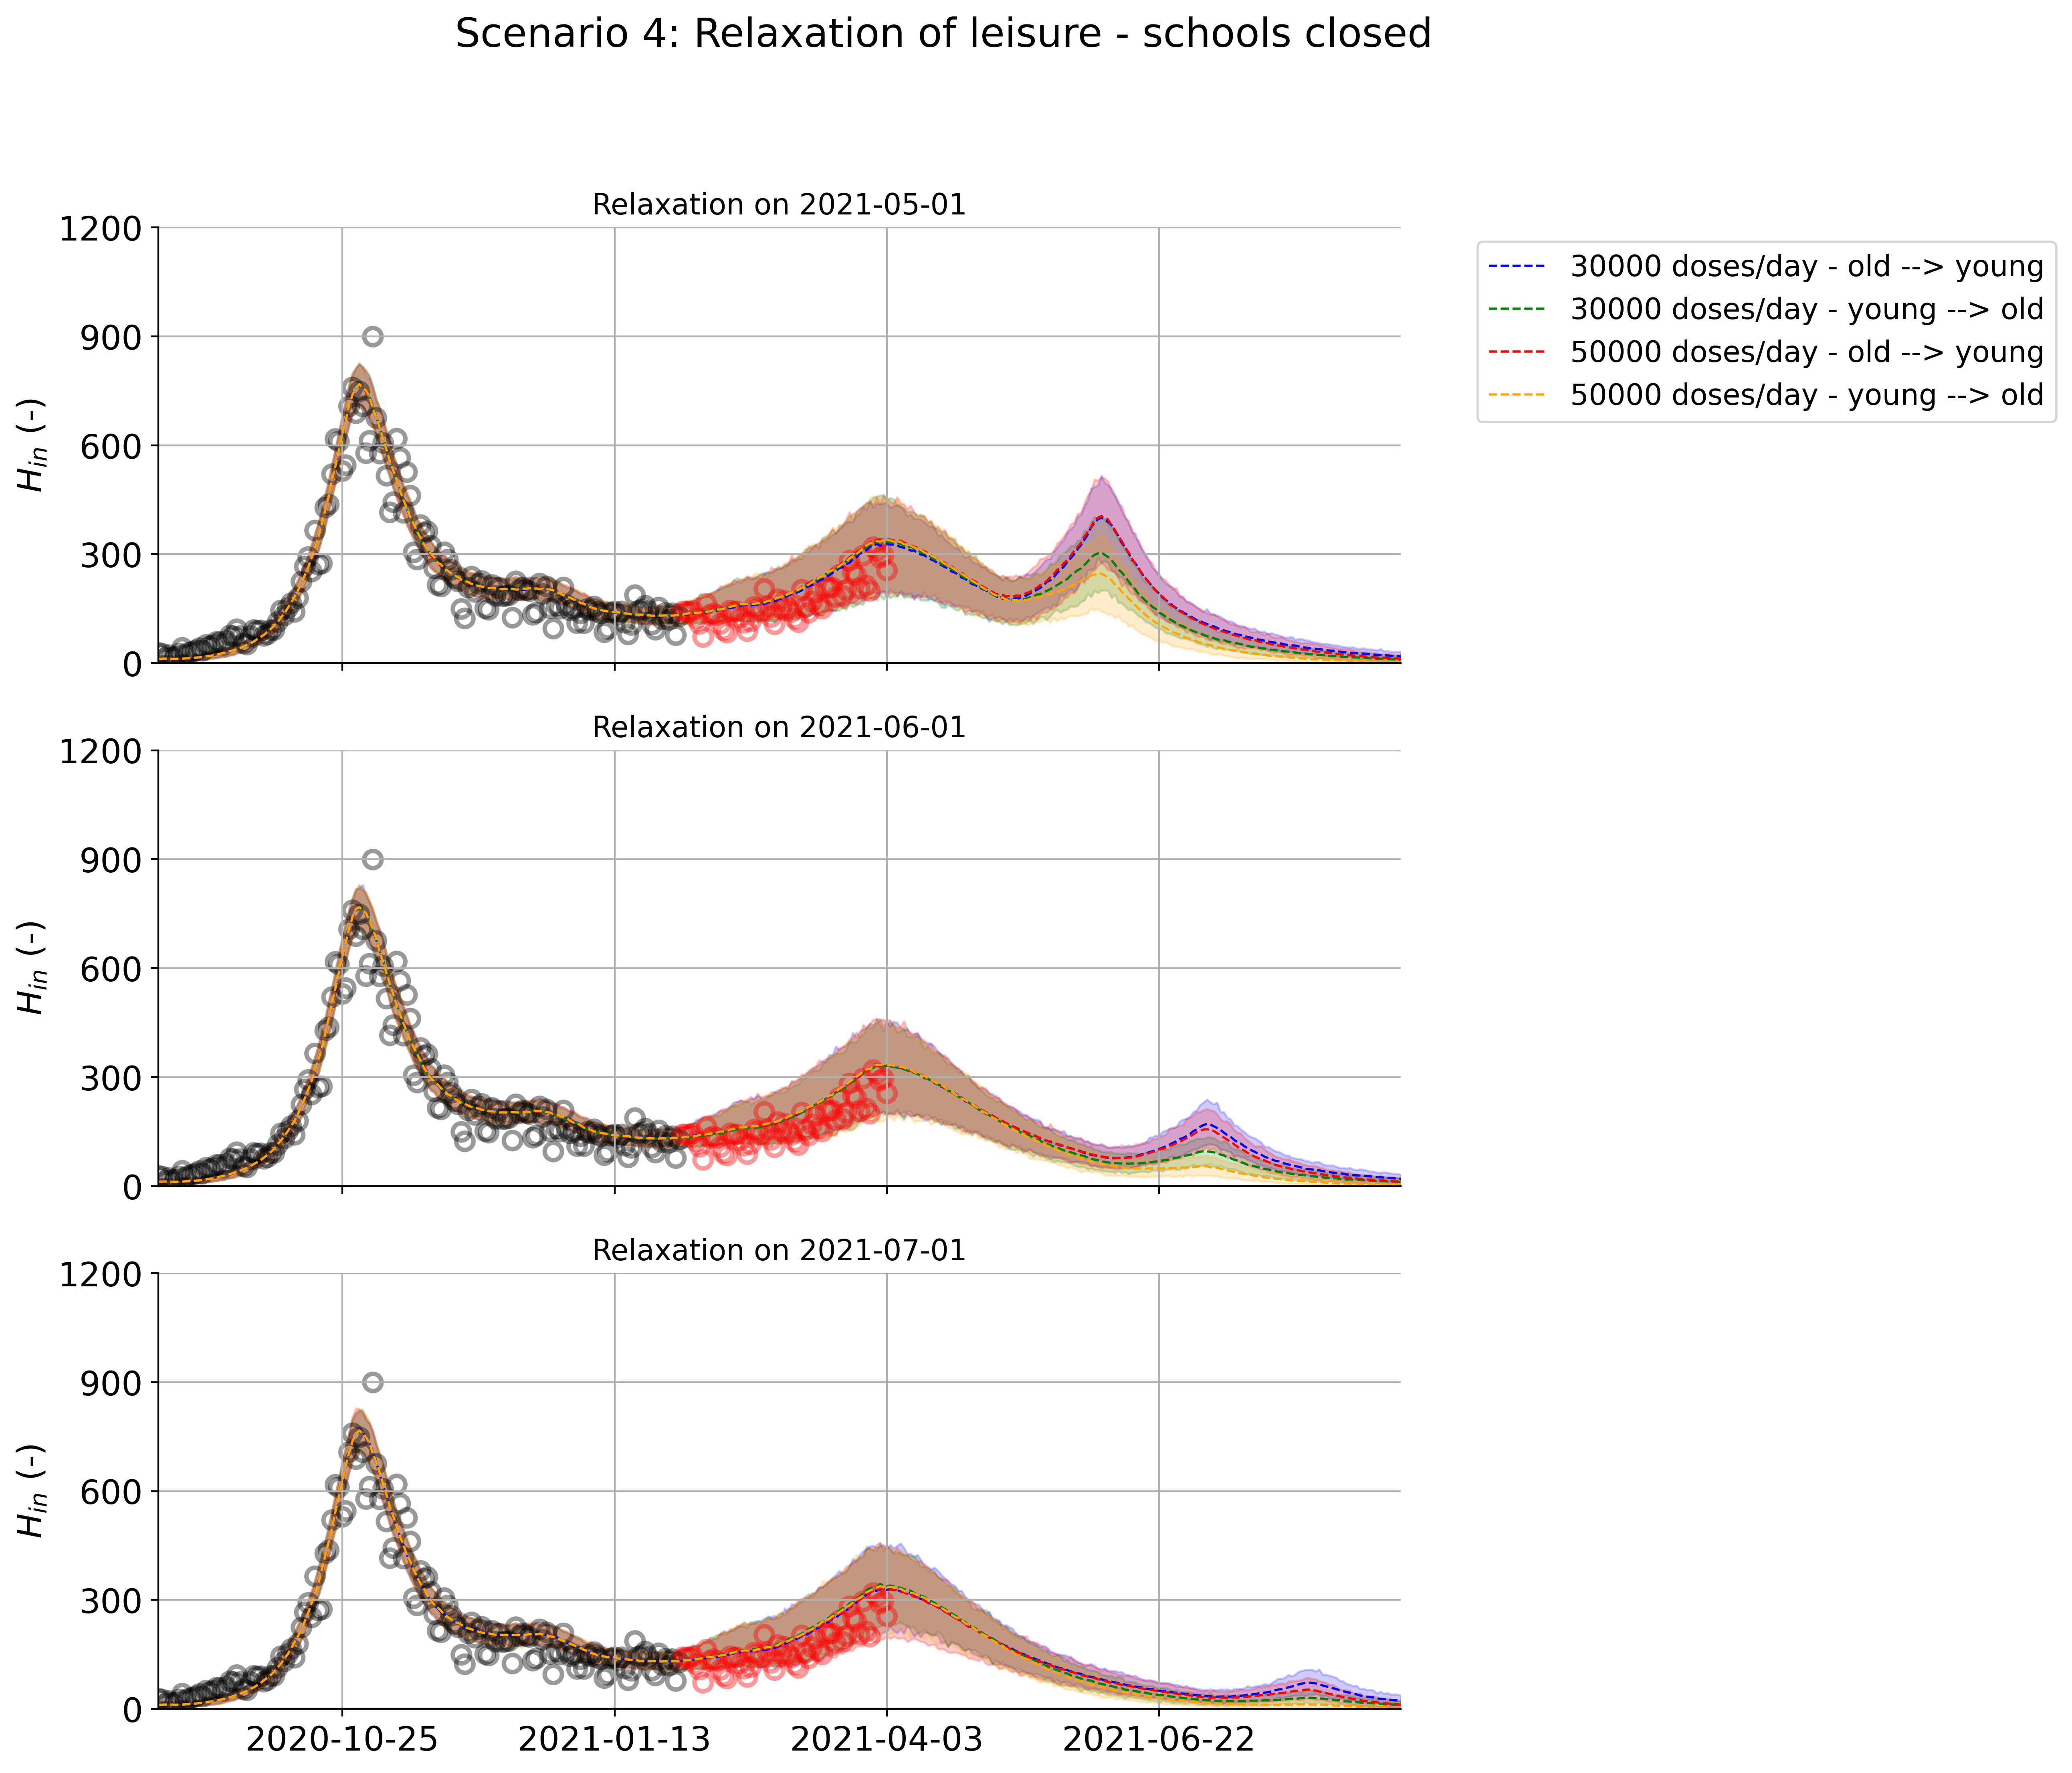 Scenario 4: Relaxation of leisure - schools closed
Relaxation on 2021-05-01
1200
900
600
300
0
H_in (-)
30000 doses/day - old --> young
30000 doses/day - young --> old
50000 doses/day - old --> young
50000 doses/day - young --> old
Relaxation on 2021-06-01
1200
900
600
300
0
H_in (-)
Relaxation on 2021-07-01
1200
900
600
300
0
H_in (-)
2020-10-25 2021-01-13 2021-04-03 2021-06-22